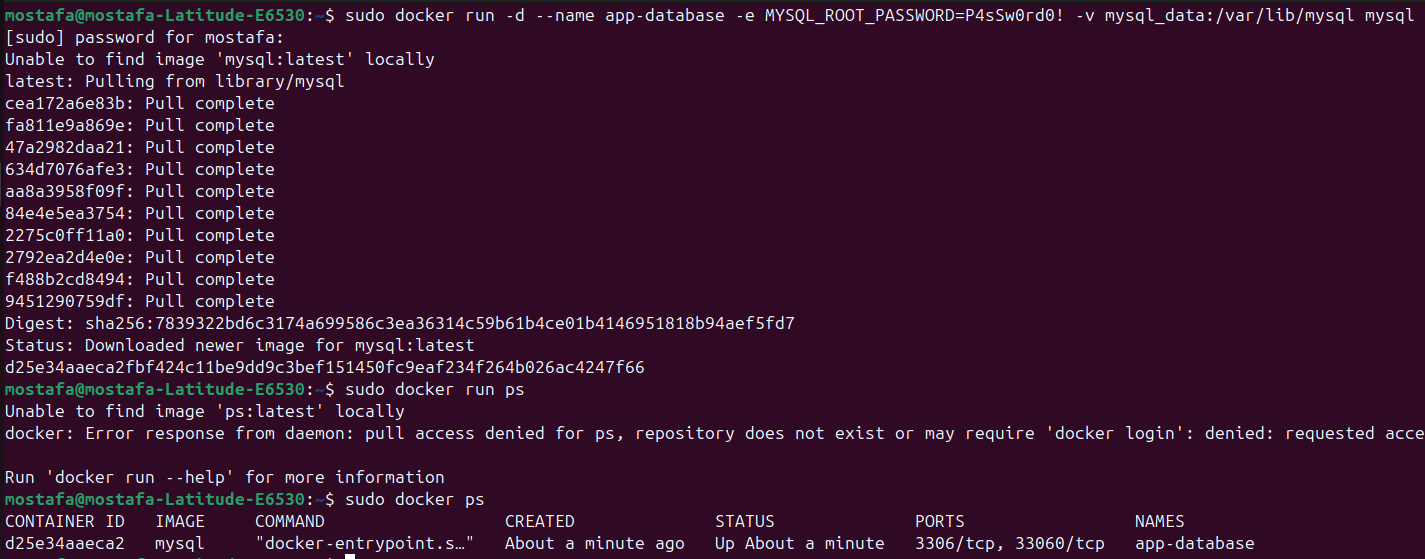 mostafa@mostafa-Latitude-E6530:~$ sudo docker run -d --name app-database -e MYSQL_ROOT_PASSWORD=P4sSw0rd0! -v mysql_data:/var/lib/mysql mysql
[sudo] password for mostafa:
Unable to find image 'mysql:latest' locally
latest: Pulling from library/mysql
cea172a6e83b: Pull complete
fa811e9a869e: Pull complete
47a2982daa21: Pull complete
634d7076afe3: Pull complete
aa8a3958f09f: Pull complete
84e4e5ea3754: Pull complete
2275c0ff11a0: Pull complete
2792ea2d4e0e: Pull complete
f488b2cd8494: Pull complete
9451290759df: Pull complete
Digest: sha256:7839322bd6c3174a699586c3ea36314c59b61b4ce01b4146951818b94aef5fd7
Status: Downloaded newer image for mysql:latest
d25e34aaeca2fbf424c11be9dd9c3bef151450fc9eaf234f264b026ac4247f66
mostafa@mostafa-Latitude-E6530:~$ sudo docker run ps
Unable to find image 'ps:latest' locally
docker: Error response from daemon: pull access denied for ps, repository does not exist or may require 'docker login': denied: requested acce
Run 'docker run --help' for more information
mostafa@mostafa-Latitude-E6530:~$ sudo docker ps
CONTAINER ID IMAGE COMMAND CREATED STATUS PORTS NAMES
d25e34aaeca2 mysql "docker-entrypoint.s…" About a minute ago Up About a minute 3306/tcp, 33060/tcp app-database
mostafa@mostafa-Latitude-E6530:~$